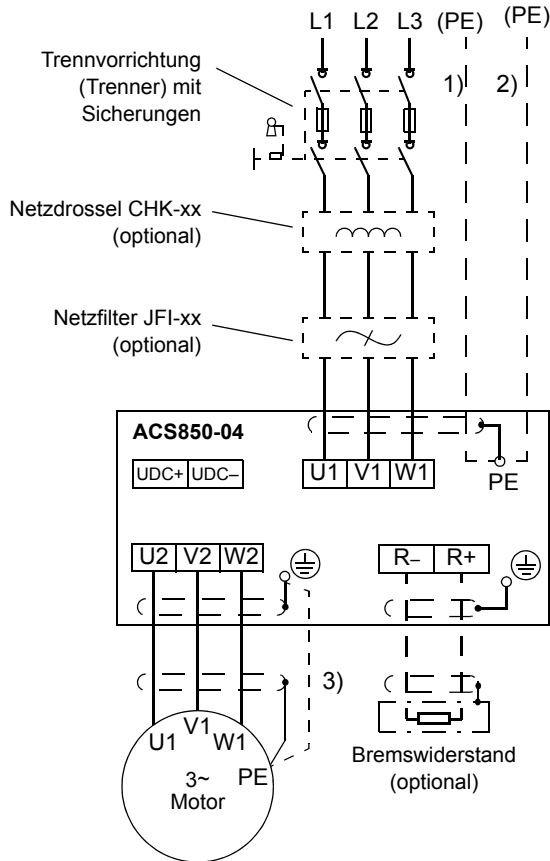 L1 L2 L3 (PE) (PE)
Trennvorrichtung
(Trenner) mit
Sicherungen
1) 2)
Netzdrossel CHK-xx
(optional)
Netzfilter JFI-xx
(optional)
ACS850-04
UDC+ UDC–
U1 V1 W1
PE
U2 V2 W2
R– R+
3)
U1 V1 W1
PE
3~
Motor
Bremswiderstand
(optional)